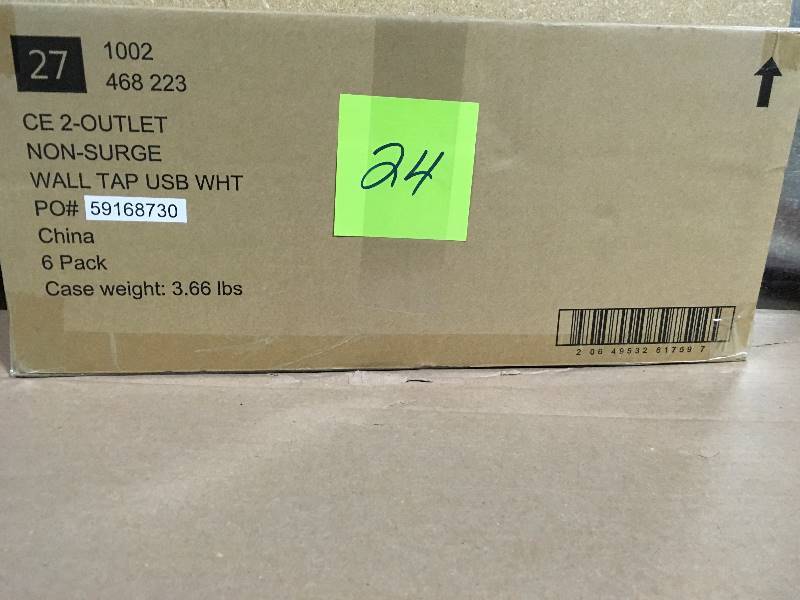 27
1002
468 223
CE 2-OUTLET
NON-SURGE
WALL TAP USB WHT
PO# 59168730
China
6 Pack
Case weight: 3.66 lbs
24
2 06 49532 61759 7